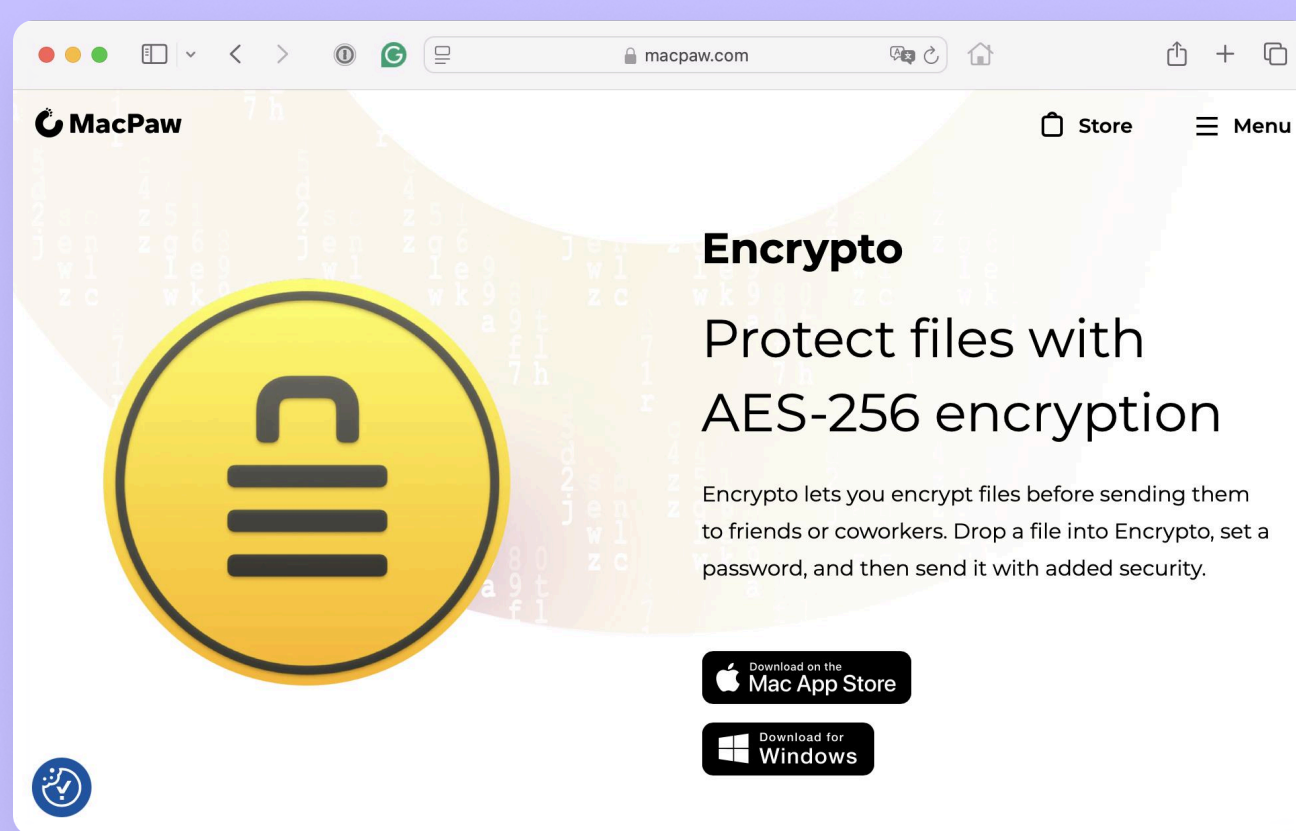 macpaw.com
MacPaw
Store
Menu
Encrypto
Protect files with
AES-256 encryption
Encrypto lets you encrypt files before sending them
to friends or coworkers. Drop a file into Encrypto, set a
password, and then send it with added security.
Download on the
Mac App Store
Download for
Windows